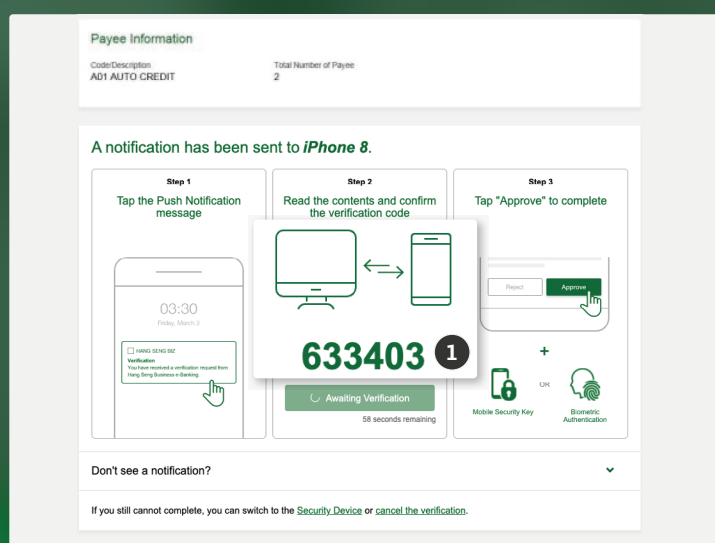 Payee Information
Code/Description
A01 AUTO CREDIT
Total Number of Payee
2
A notification has been sent to iPhone 8.
Step 1
Tap the Push Notification
message
03:30
Friday, March 3
HANG SENG BIZ
Verification
You have received a verification request from
Hang Seng Business e-Banking.
Step 2
Read the contents and confirm
the verification code
633403
1
Awaiting Verification
58 seconds remaining
Step 3
Tap "Approve" to complete
Reject
Approve
+
Mobile Security Key
OR
Biometric
Authentication
Don't see a notification?
If you still cannot complete, you can switch to the Security Device or cancel the verification.